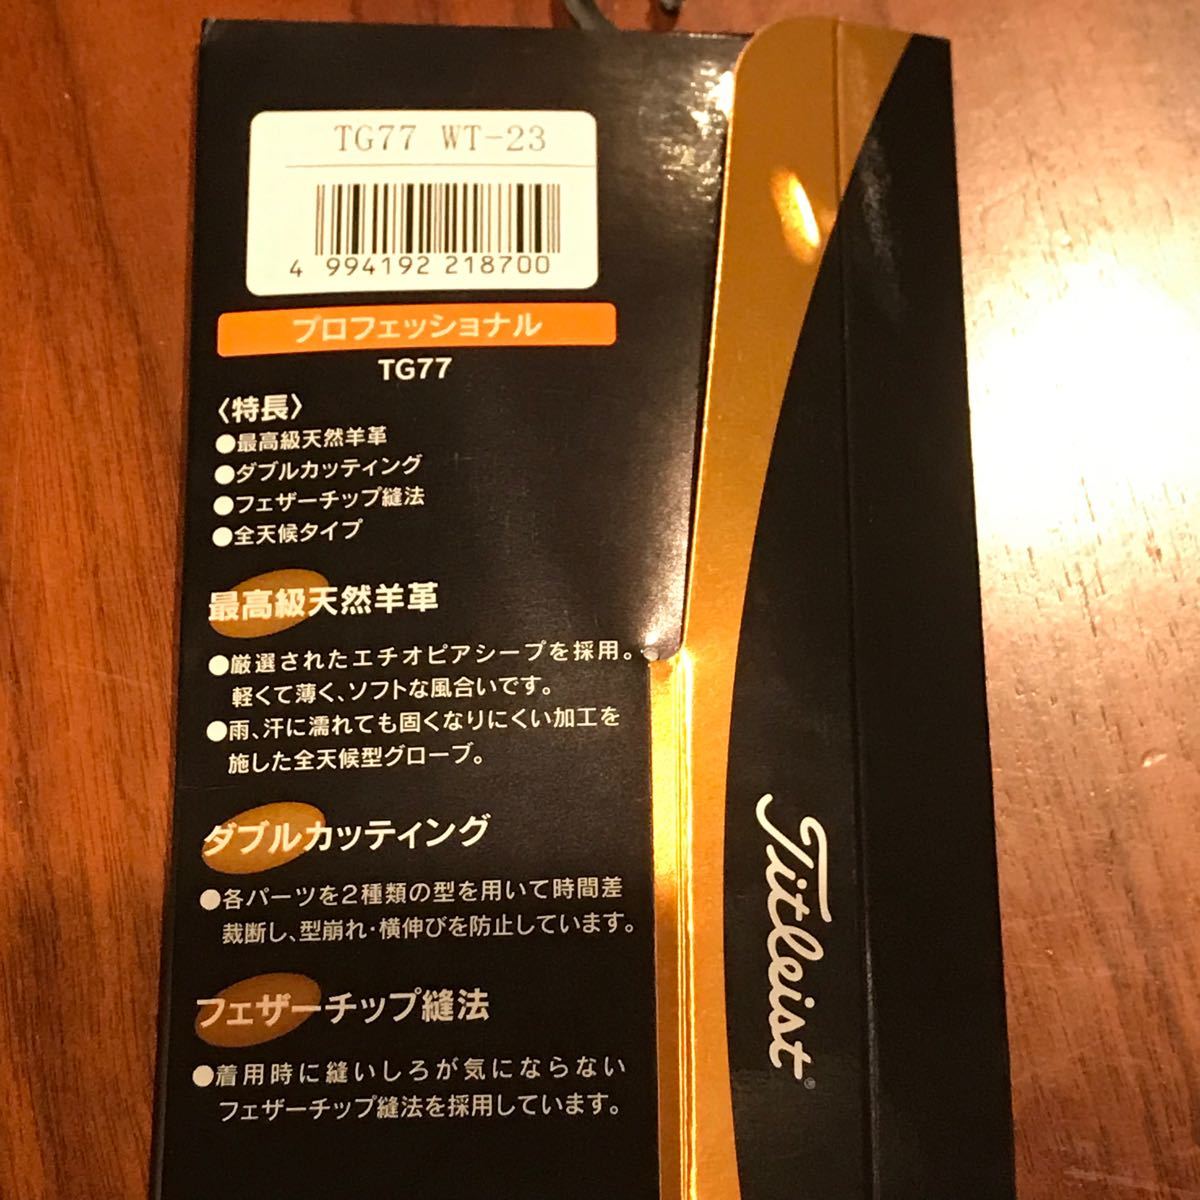 TG77 WT-23
4 994192 218700
プロフェッショナル
TG77
〈特長〉
●最高級天然羊革
●ダブルカッティング
●フェザーチップ縫法
●全天候タイプ
最高級天然羊革
●厳選されたエチオピアシープを採用。
軽くて薄く、ソフトな風合いです。
●雨、汗に濡れても固くなりにくい加工を
施した全天候型グローブ。
ダブルカッティング
●各パーツを2種類の型を用いて時間差
裁断し、型崩れ・横伸びを防止しています。
フェザーチップ縫法
●着用時に縫いしろが気にならない
フェザーチップ縫法を採用しています。
Titleist®